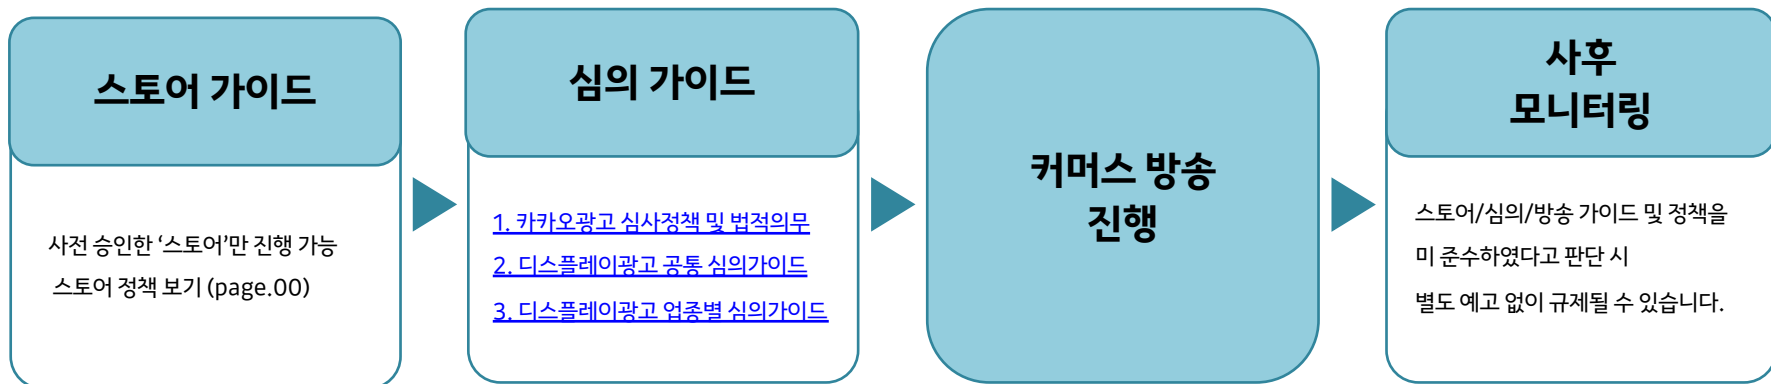 스토어 가이드
사전 승인한 ‘스토어’만 진행 가능
스토어 정책 보기 (page.00)
심의 가이드
1. 카카오광고 심사정책 및 법적의무
2. 디스플레이광고 공통 심의가이드
3. 디스플레이광고 업종별 심의가이드
커머스 방송
진행
사후
모니터링
스토어/심의/방송 가이드 및 정책을
미 준수하였다고 판단 시
별도 예고 없이 규제될 수 있습니다.